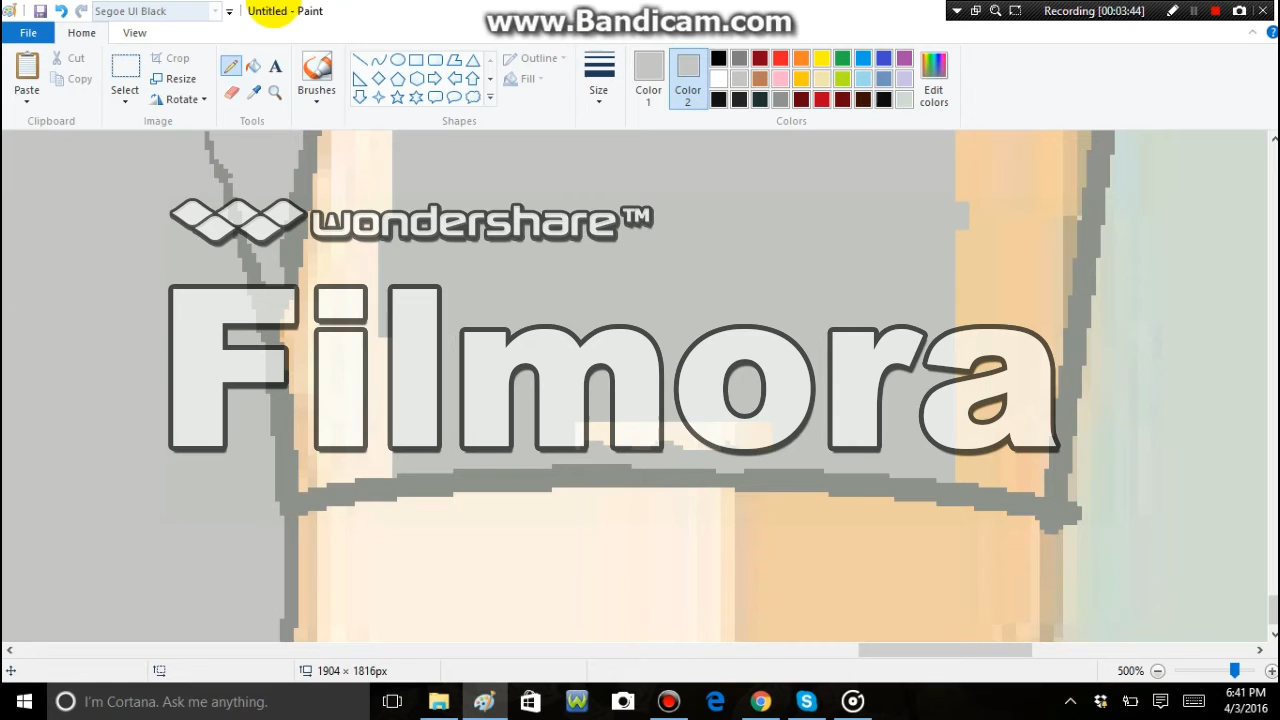 Segoe UI Black
Untitled - Paint
www.Bandicam.com
Recording [00:03:44]
File
Home
View
Paste
Cut
Copy
Clipboard
Select
Crop
Resize
Rotate
Image
Tools
Brushes
Shapes
Outline
Fill
Size
Color 1
Color 2
Colors
Edit colors
wondershare™
Filmora
1904 × 1816px
500%
I'm Cortana. Ask me anything.
6:41 PM
4/3/2016